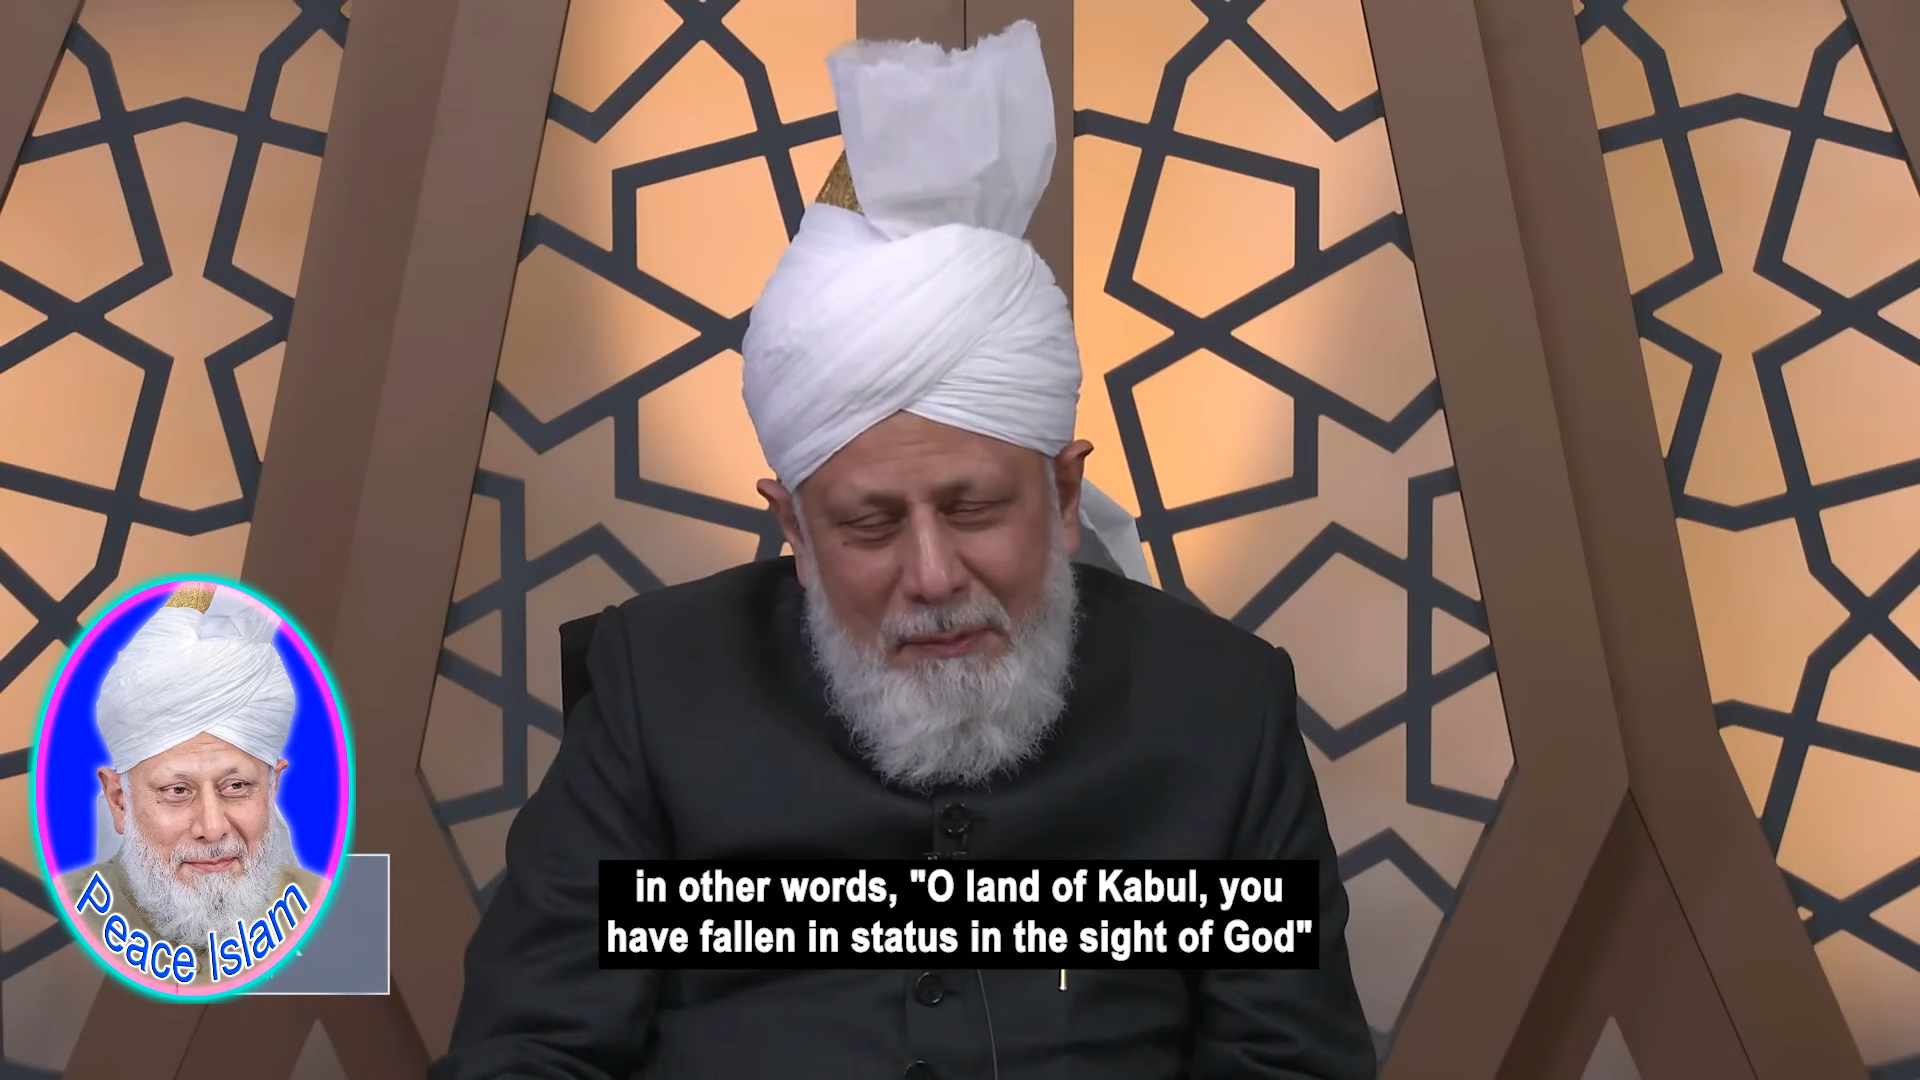 in other words, "O land of Kabul, you
have fallen in status in the sight of God"
Peace Islam